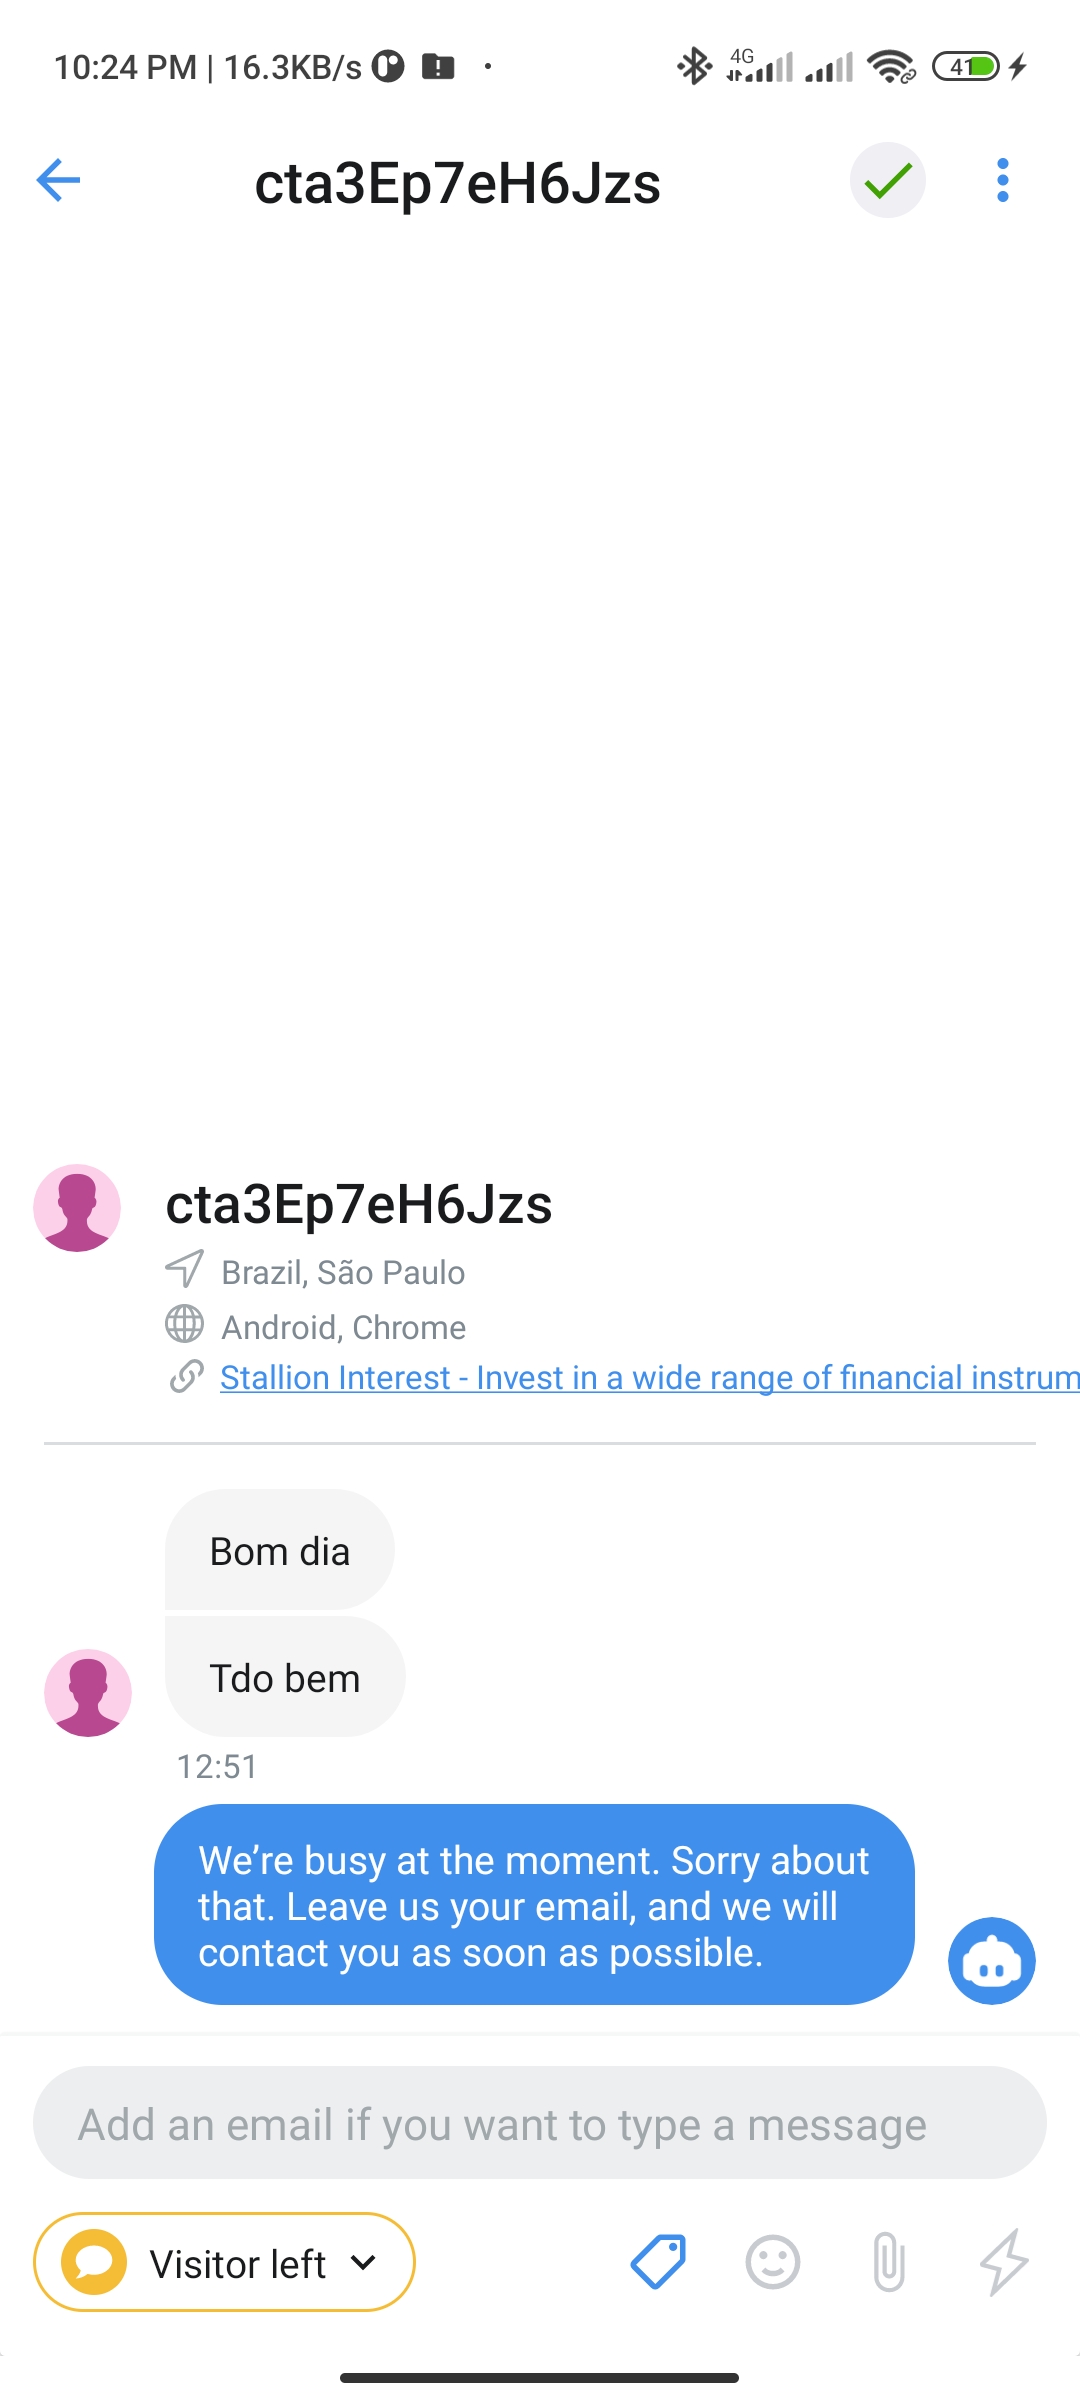 10:24 PM | 16.3KB/s
4G
41
cta3Ep7eH6Jzs
cta3Ep7eH6Jzs
Brazil, São Paulo
Android, Chrome
Stallion Interest - Invest in a wide range of financial instrum
Bom dia
Tdo bem
12:51
We’re busy at the moment. Sorry about
that. Leave us your email, and we will
contact you as soon as possible.
Add an email if you want to type a message
Visitor left